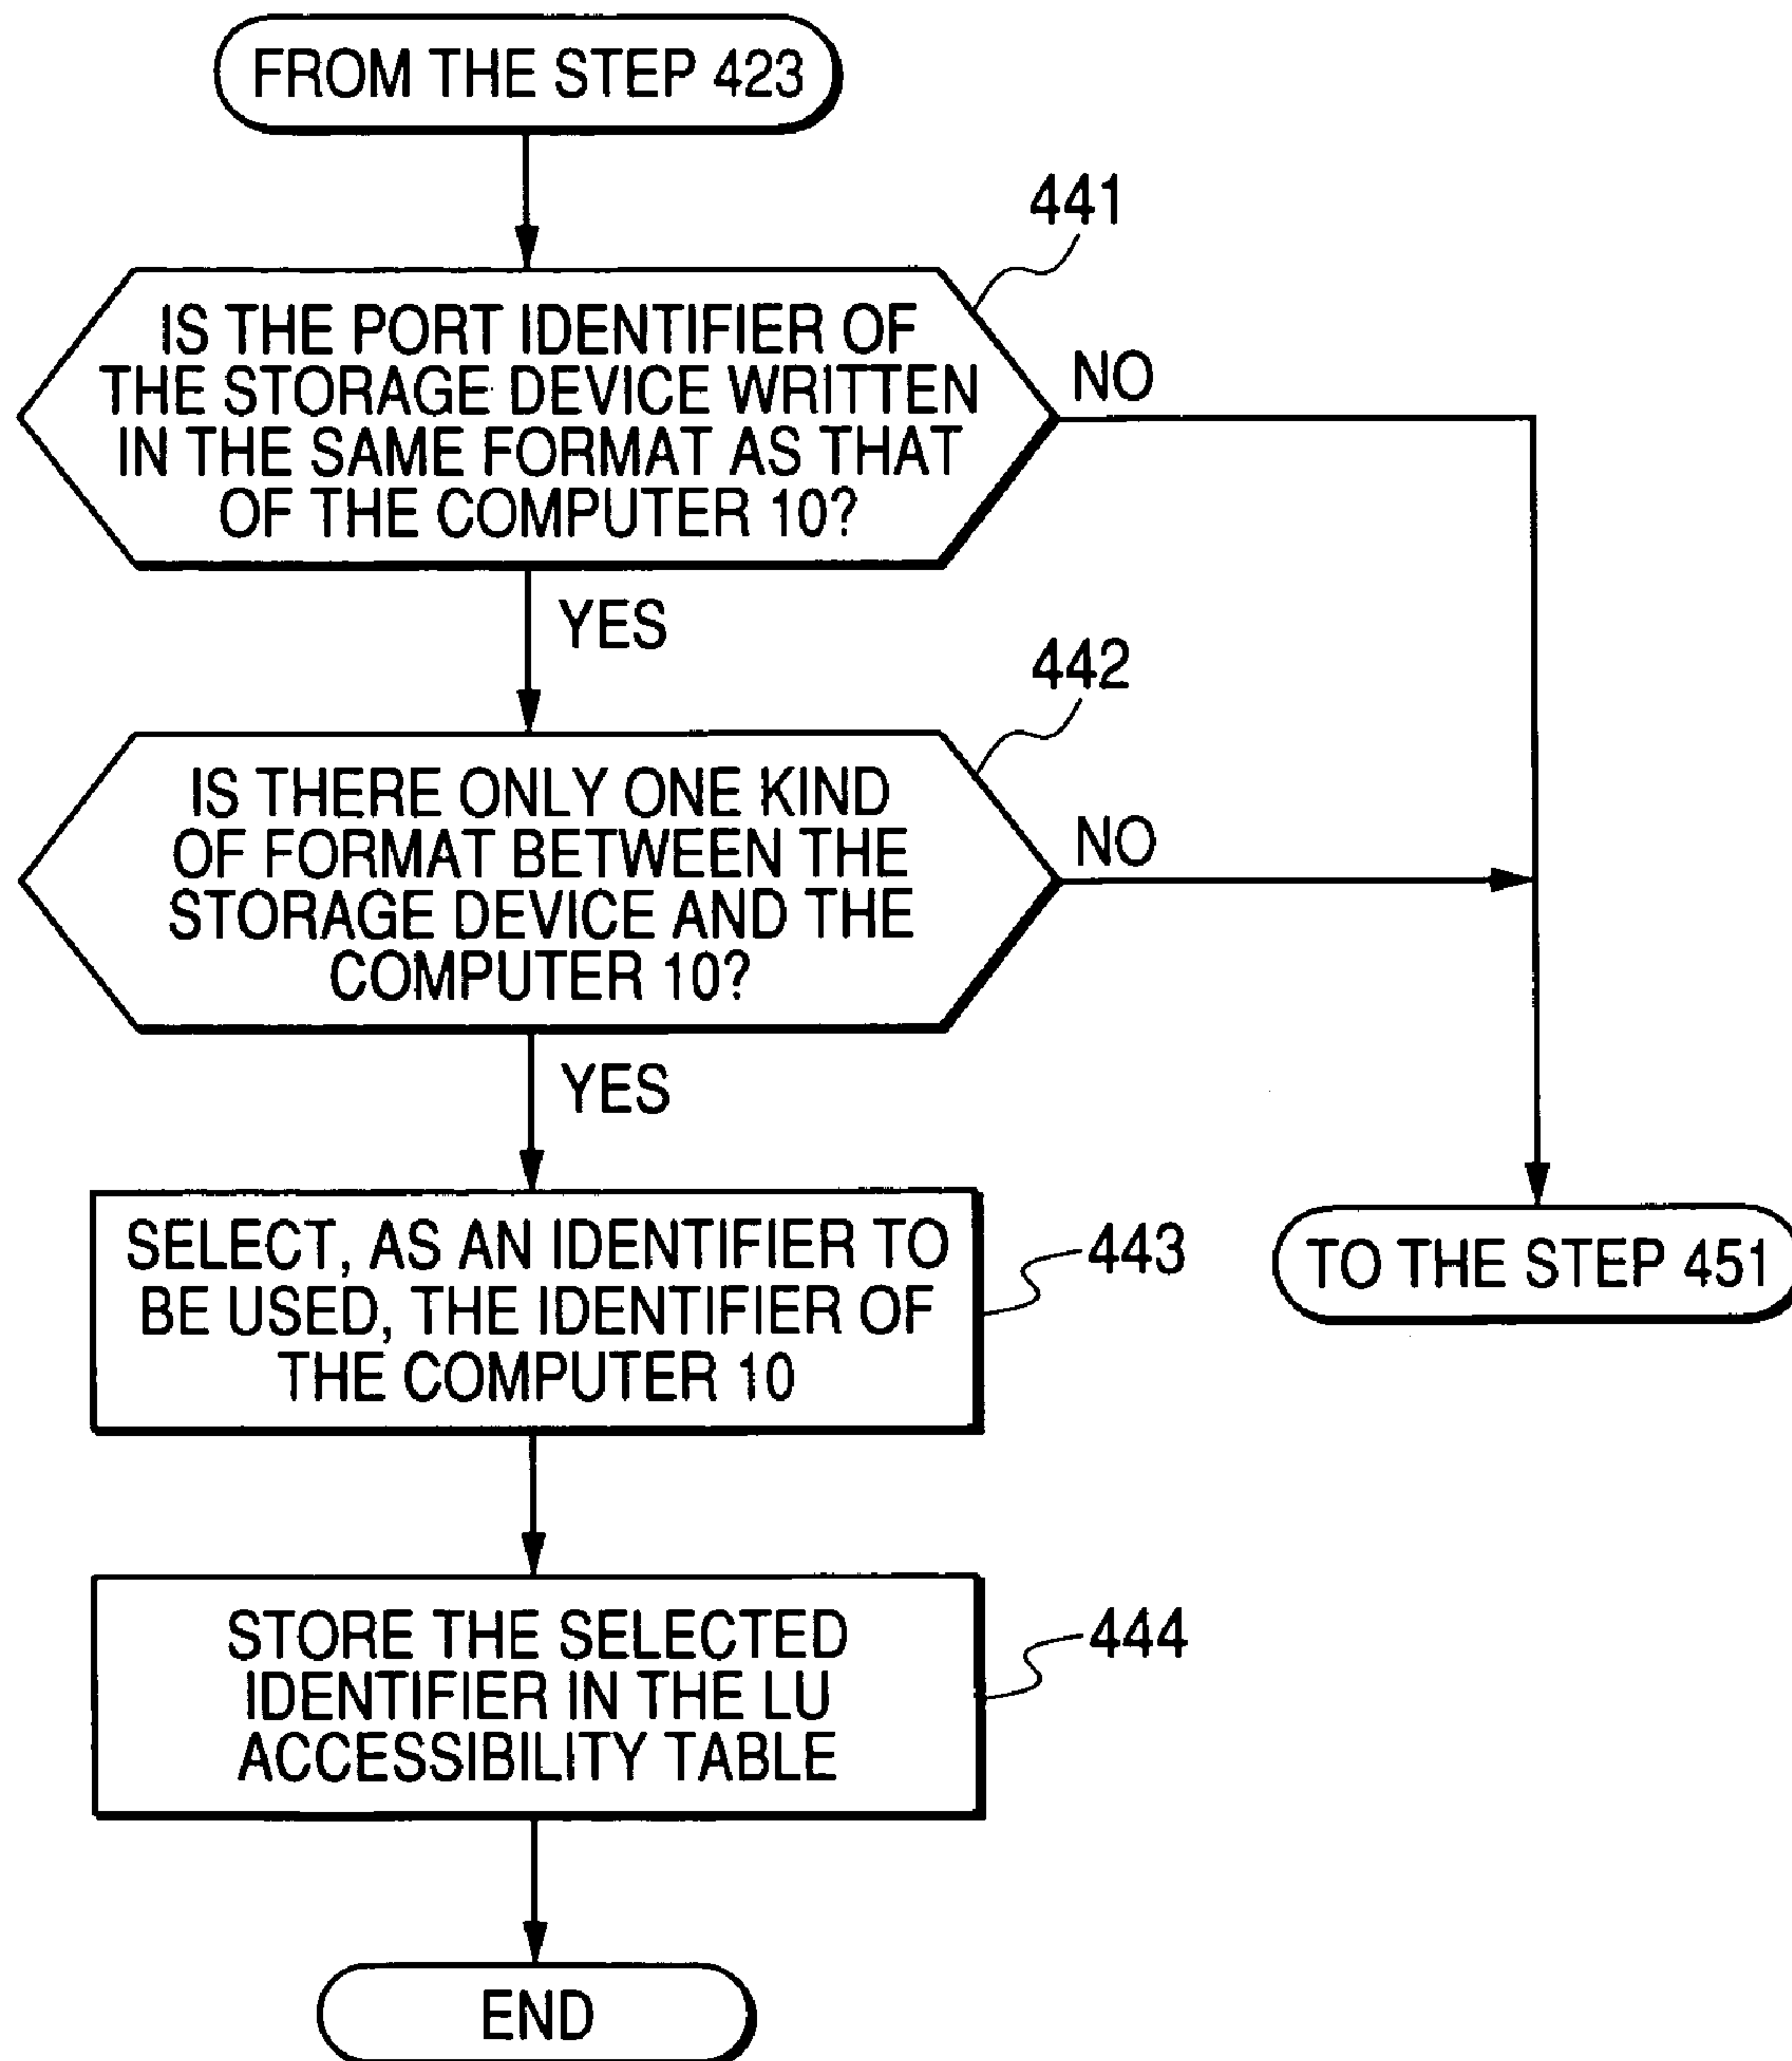 FROM THE STEP 423
441
IS THE PORT IDENTIFIER OF
THE STORAGE DEVICE WRITTEN
IN THE SAME FORMAT AS THAT
OF THE COMPUTER 10?
NO
YES
442
IS THERE ONLY ONE KIND
OF FORMAT BETWEEN THE
STORAGE DEVICE AND THE
COMPUTER 10?
NO
YES
SELECT, AS AN IDENTIFIER TO
BE USED, THE IDENTIFIER OF
THE COMPUTER 10
443
TO THE STEP 451
STORE THE SELECTED
IDENTIFIER IN THE LU
ACCESSIBILITY TABLE
444
END